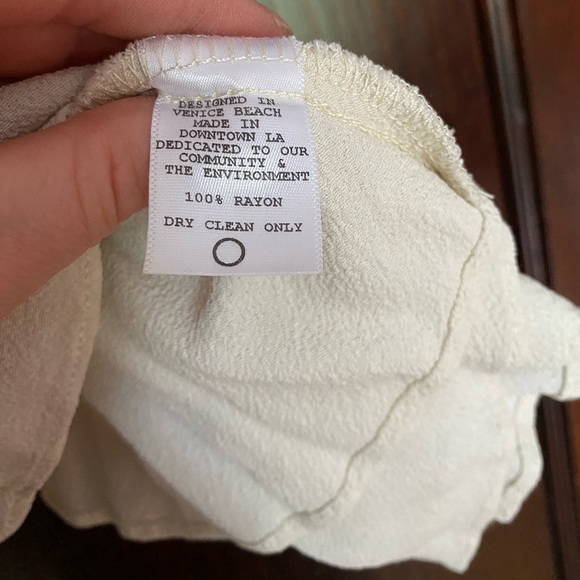 DESIGNED IN
VENICE BEACH
MADE IN
DOWNTOWN LA
DEDICATED TO OUR
COMMUNITY &
THE ENVIRONMENT
100% RAYON
DRY CLEAN ONLY